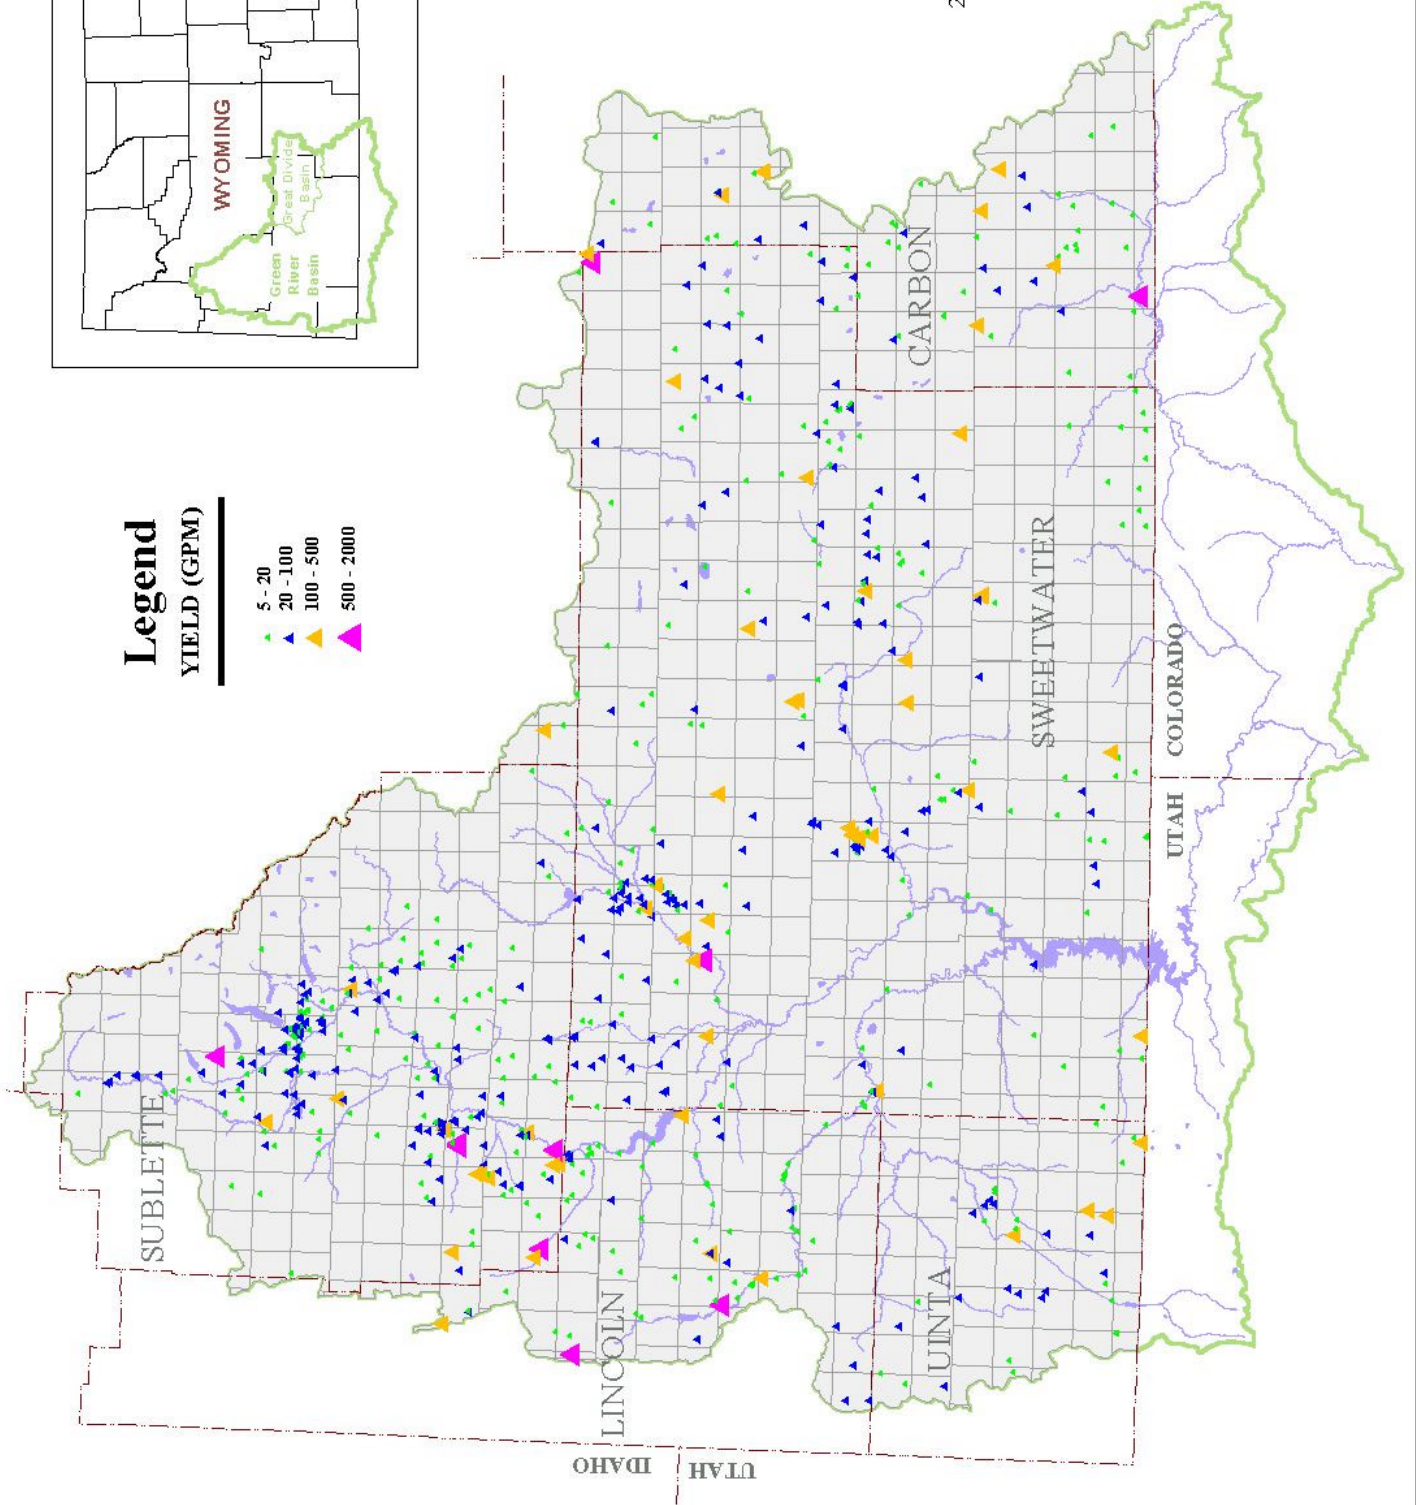 WYOMING
Great Divide
Basin
Green
River
Basin
Legend
YIELD (GPM)
5 - 20
20 - 100
100 - 500
500 - 2000
2
SUBLETTE
LINCOLN
UINTA
SWEETWATER
CARBON
IDAHO
UTAH
UTAH
COLORADO